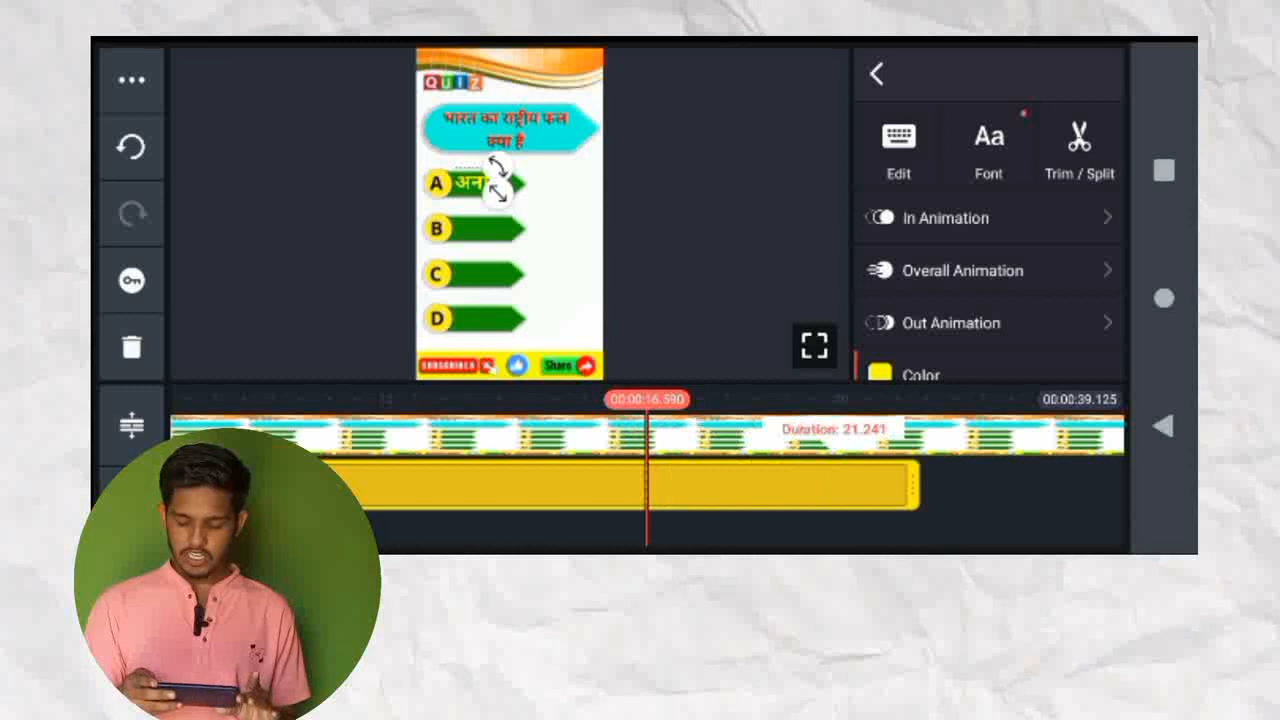 QUIZ
भारत का राष्ट्रीय फल
क्या है
A
B
C
D
SUBSCRIBED
Share
Edit
Aa
Font
Trim / Split
In Animation
Overall Animation
Out Animation
Color
00:00:16.590
00:00:39.125
Duration: 21.241